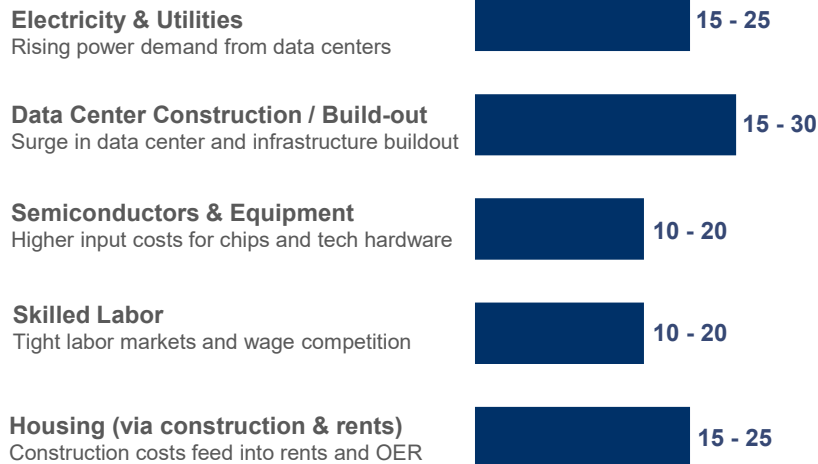 Electricity & Utilities
Rising power demand from data centers
15 - 25
Data Center Construction / Build-out
Surge in data center and infrastructure buildout
15 - 30
Semiconductors & Equipment
Higher input costs for chips and tech hardware
10 - 20
Skilled Labor
Tight labor markets and wage competition
10 - 20
Housing (via construction & rents)
Construction costs feed into rents and OER
15 - 25